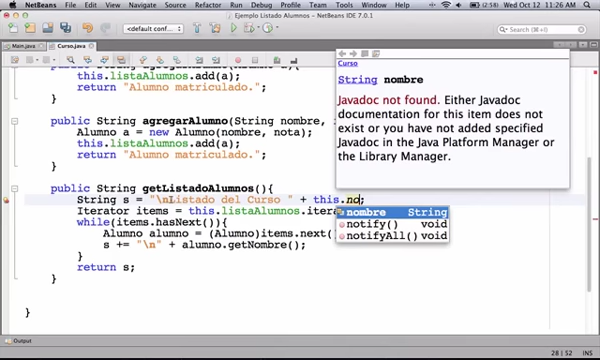 NetBeans File Edit View Navigate Source Refactor Run Debug Profile Team Tools Window Help (2:58) Wed Oct 12 11:26 AM
Ejemplo Listado Alumnos - NetBeans IDE 7.0.1
<default conf...
Search (⌘+I)
Main.java Curso.java
this.listaAlumnos.add(a);
return "Alumno matriculado.";
}
public String agregarAlumno(String nombre, i
Alumno a = new Alumno(nombre, nota);
this.listaAlumnos.add(a);
return "Alumno matriculado.";
}
public String getListadoAlumnos(){
String s = "\nListado del Curso " + this.no;
Iterator items = this.listaAlumnos.itera
while(items.hasNext()){
Alumno alumno = (Alumno)items.next(
s += "\n" + alumno.getNombre();
}
return s;
}
}
Curso
String nombre
Javadoc not found. Either Javadoc
documentation for this item does not
exist or you have not added specified
Javadoc in the Java Platform Manager or
the Library Manager.
nombre String
notify() void
notifyAll() void
Output
28 | 52 INS